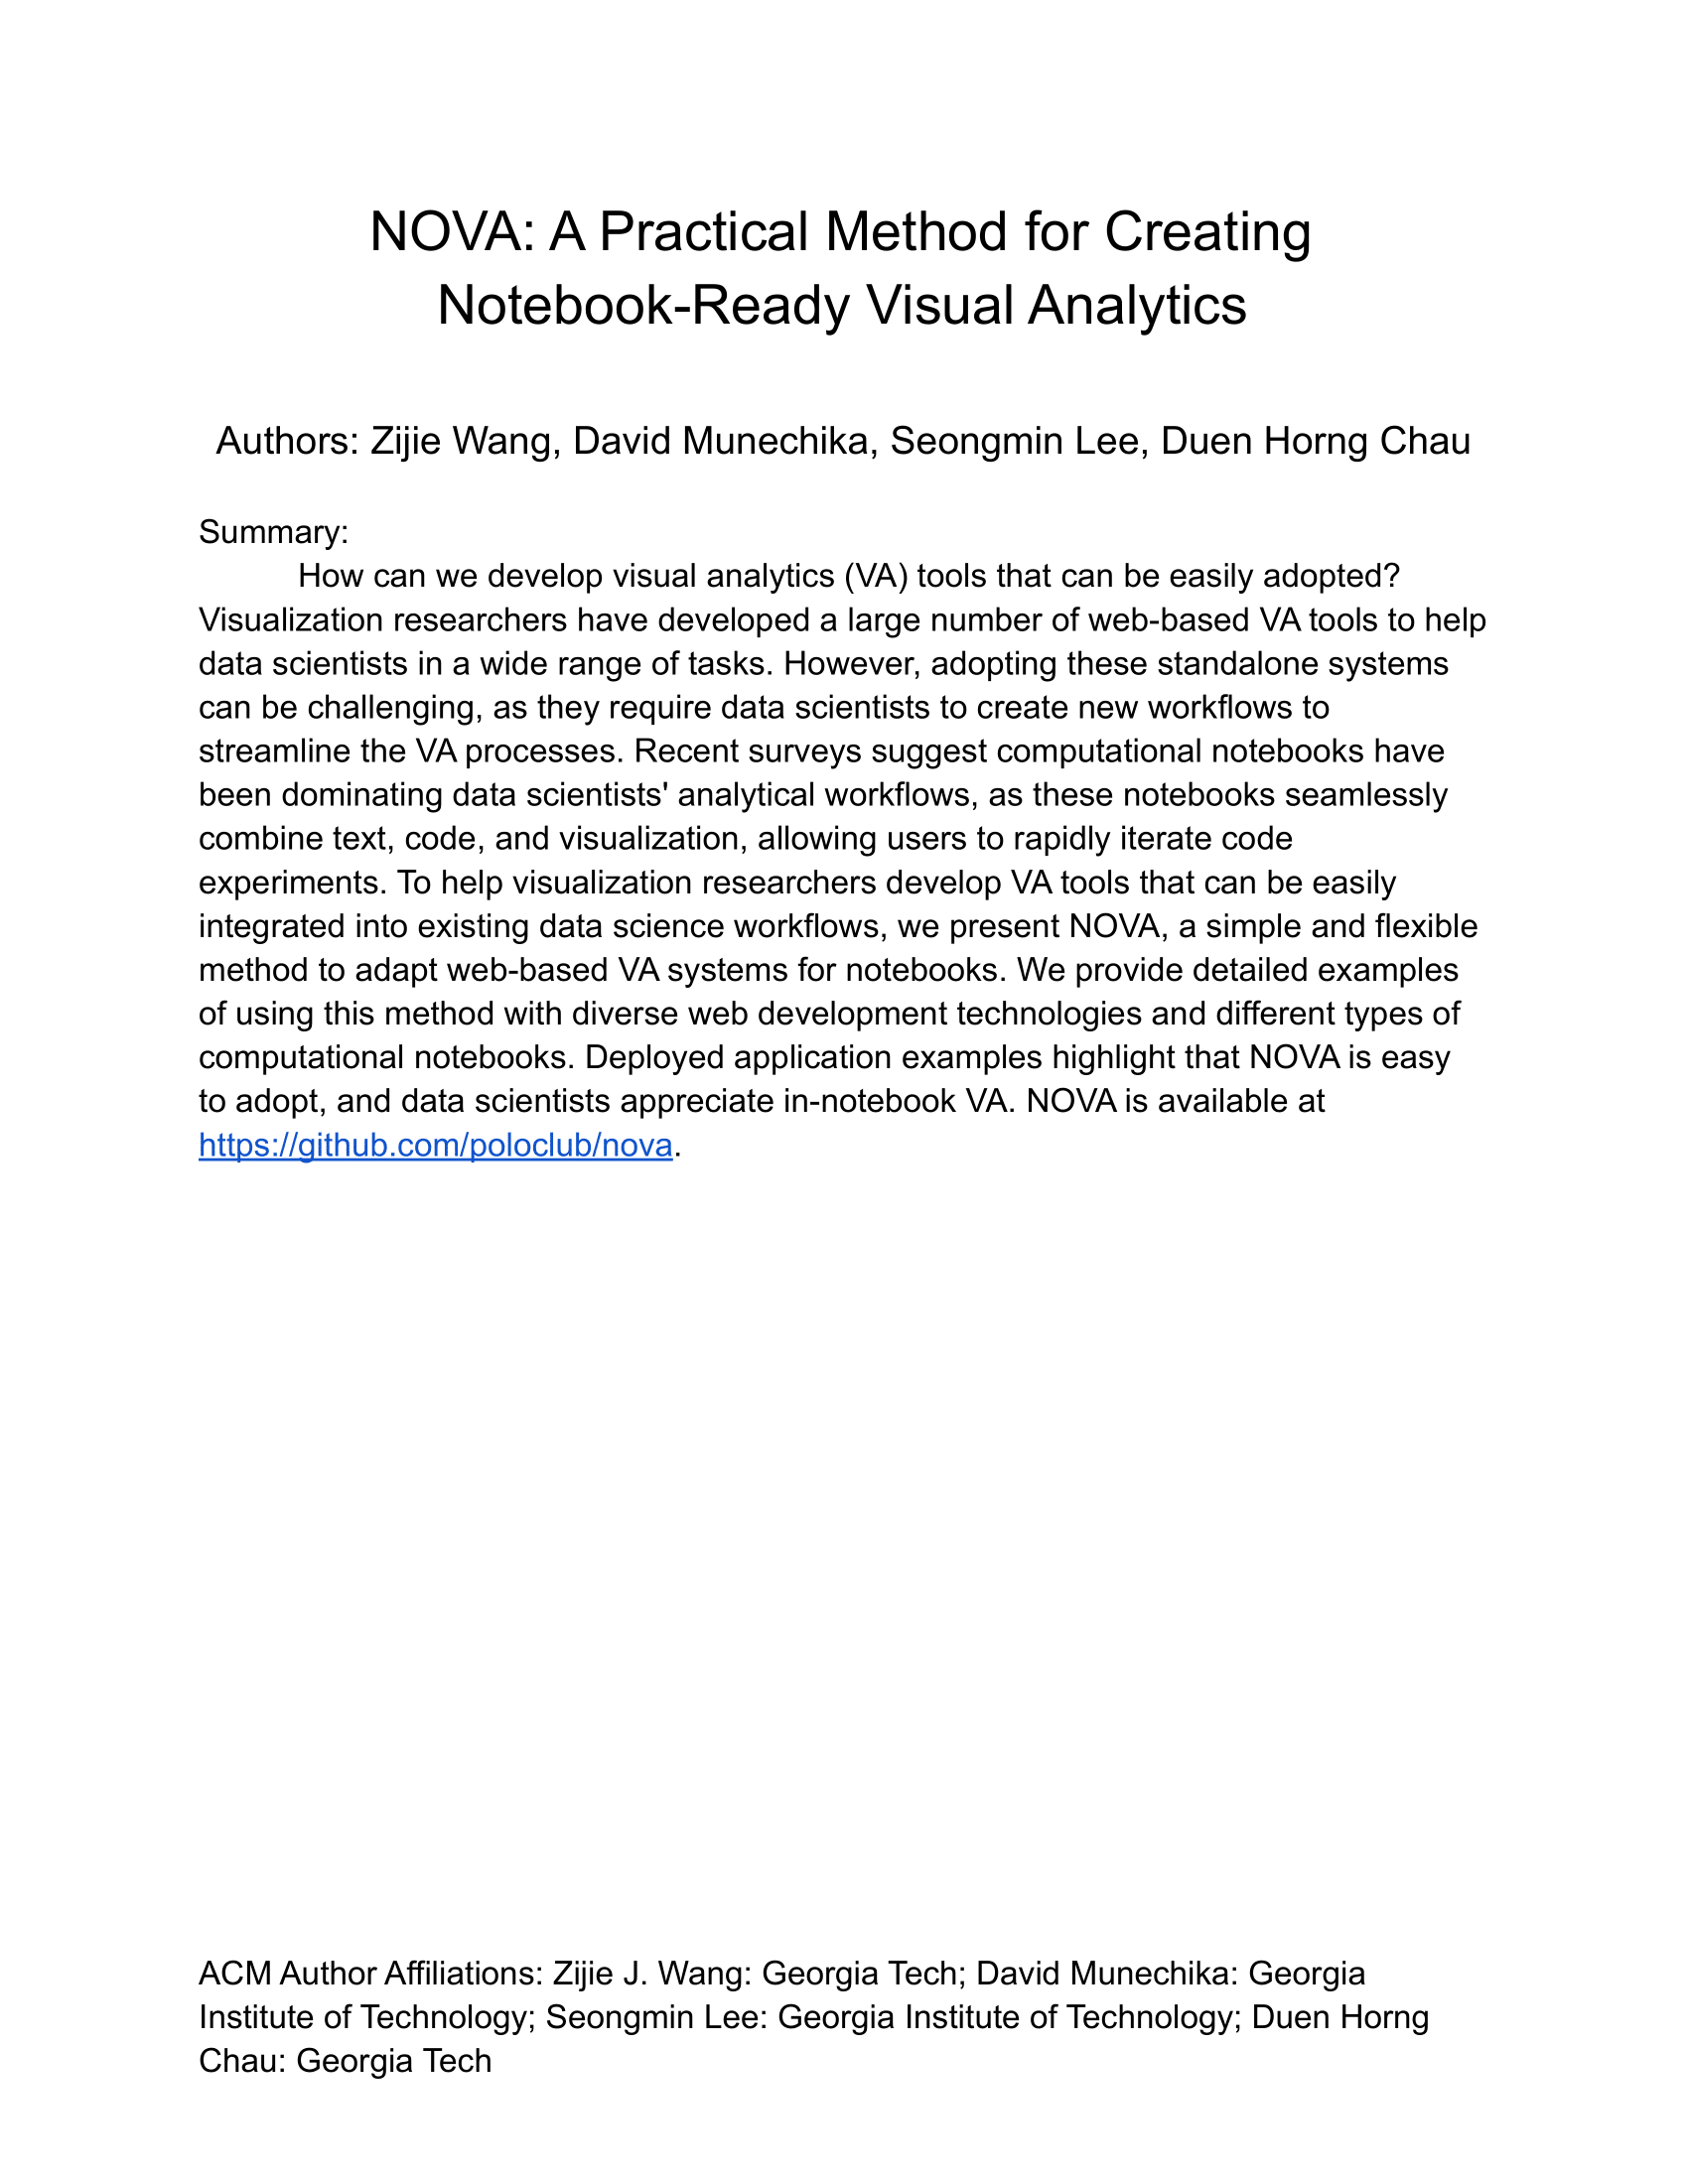 NOVA: A Practical Method for Creating
Notebook-Ready Visual Analytics
Authors: Zijie Wang, David Munechika, Seongmin Lee, Duen Horng Chau
Summary:
How can we develop visual analytics (VA) tools that can be easily adopted?
Visualization researchers have developed a large number of web-based VA tools to help
data scientists in a wide range of tasks. However, adopting these standalone systems
can be challenging, as they require data scientists to create new workflows to
streamline the VA processes. Recent surveys suggest computational notebooks have
been dominating data scientists' analytical workflows, as these notebooks seamlessly
combine text, code, and visualization, allowing users to rapidly iterate code
experiments. To help visualization researchers develop VA tools that can be easily
integrated into existing data science workflows, we present NOVA, a simple and flexible
method to adapt web-based VA systems for notebooks. We provide detailed examples
of using this method with diverse web development technologies and different types of
computational notebooks. Deployed application examples highlight that NOVA is easy
to adopt, and data scientists appreciate in-notebook VA. NOVA is available at
https://github.com/poloclub/nova.
ACM Author Affiliations: Zijie J. Wang: Georgia Tech; David Munechika: Georgia
Institute of Technology; Seongmin Lee: Georgia Institute of Technology; Duen Horng
Chau: Georgia Tech